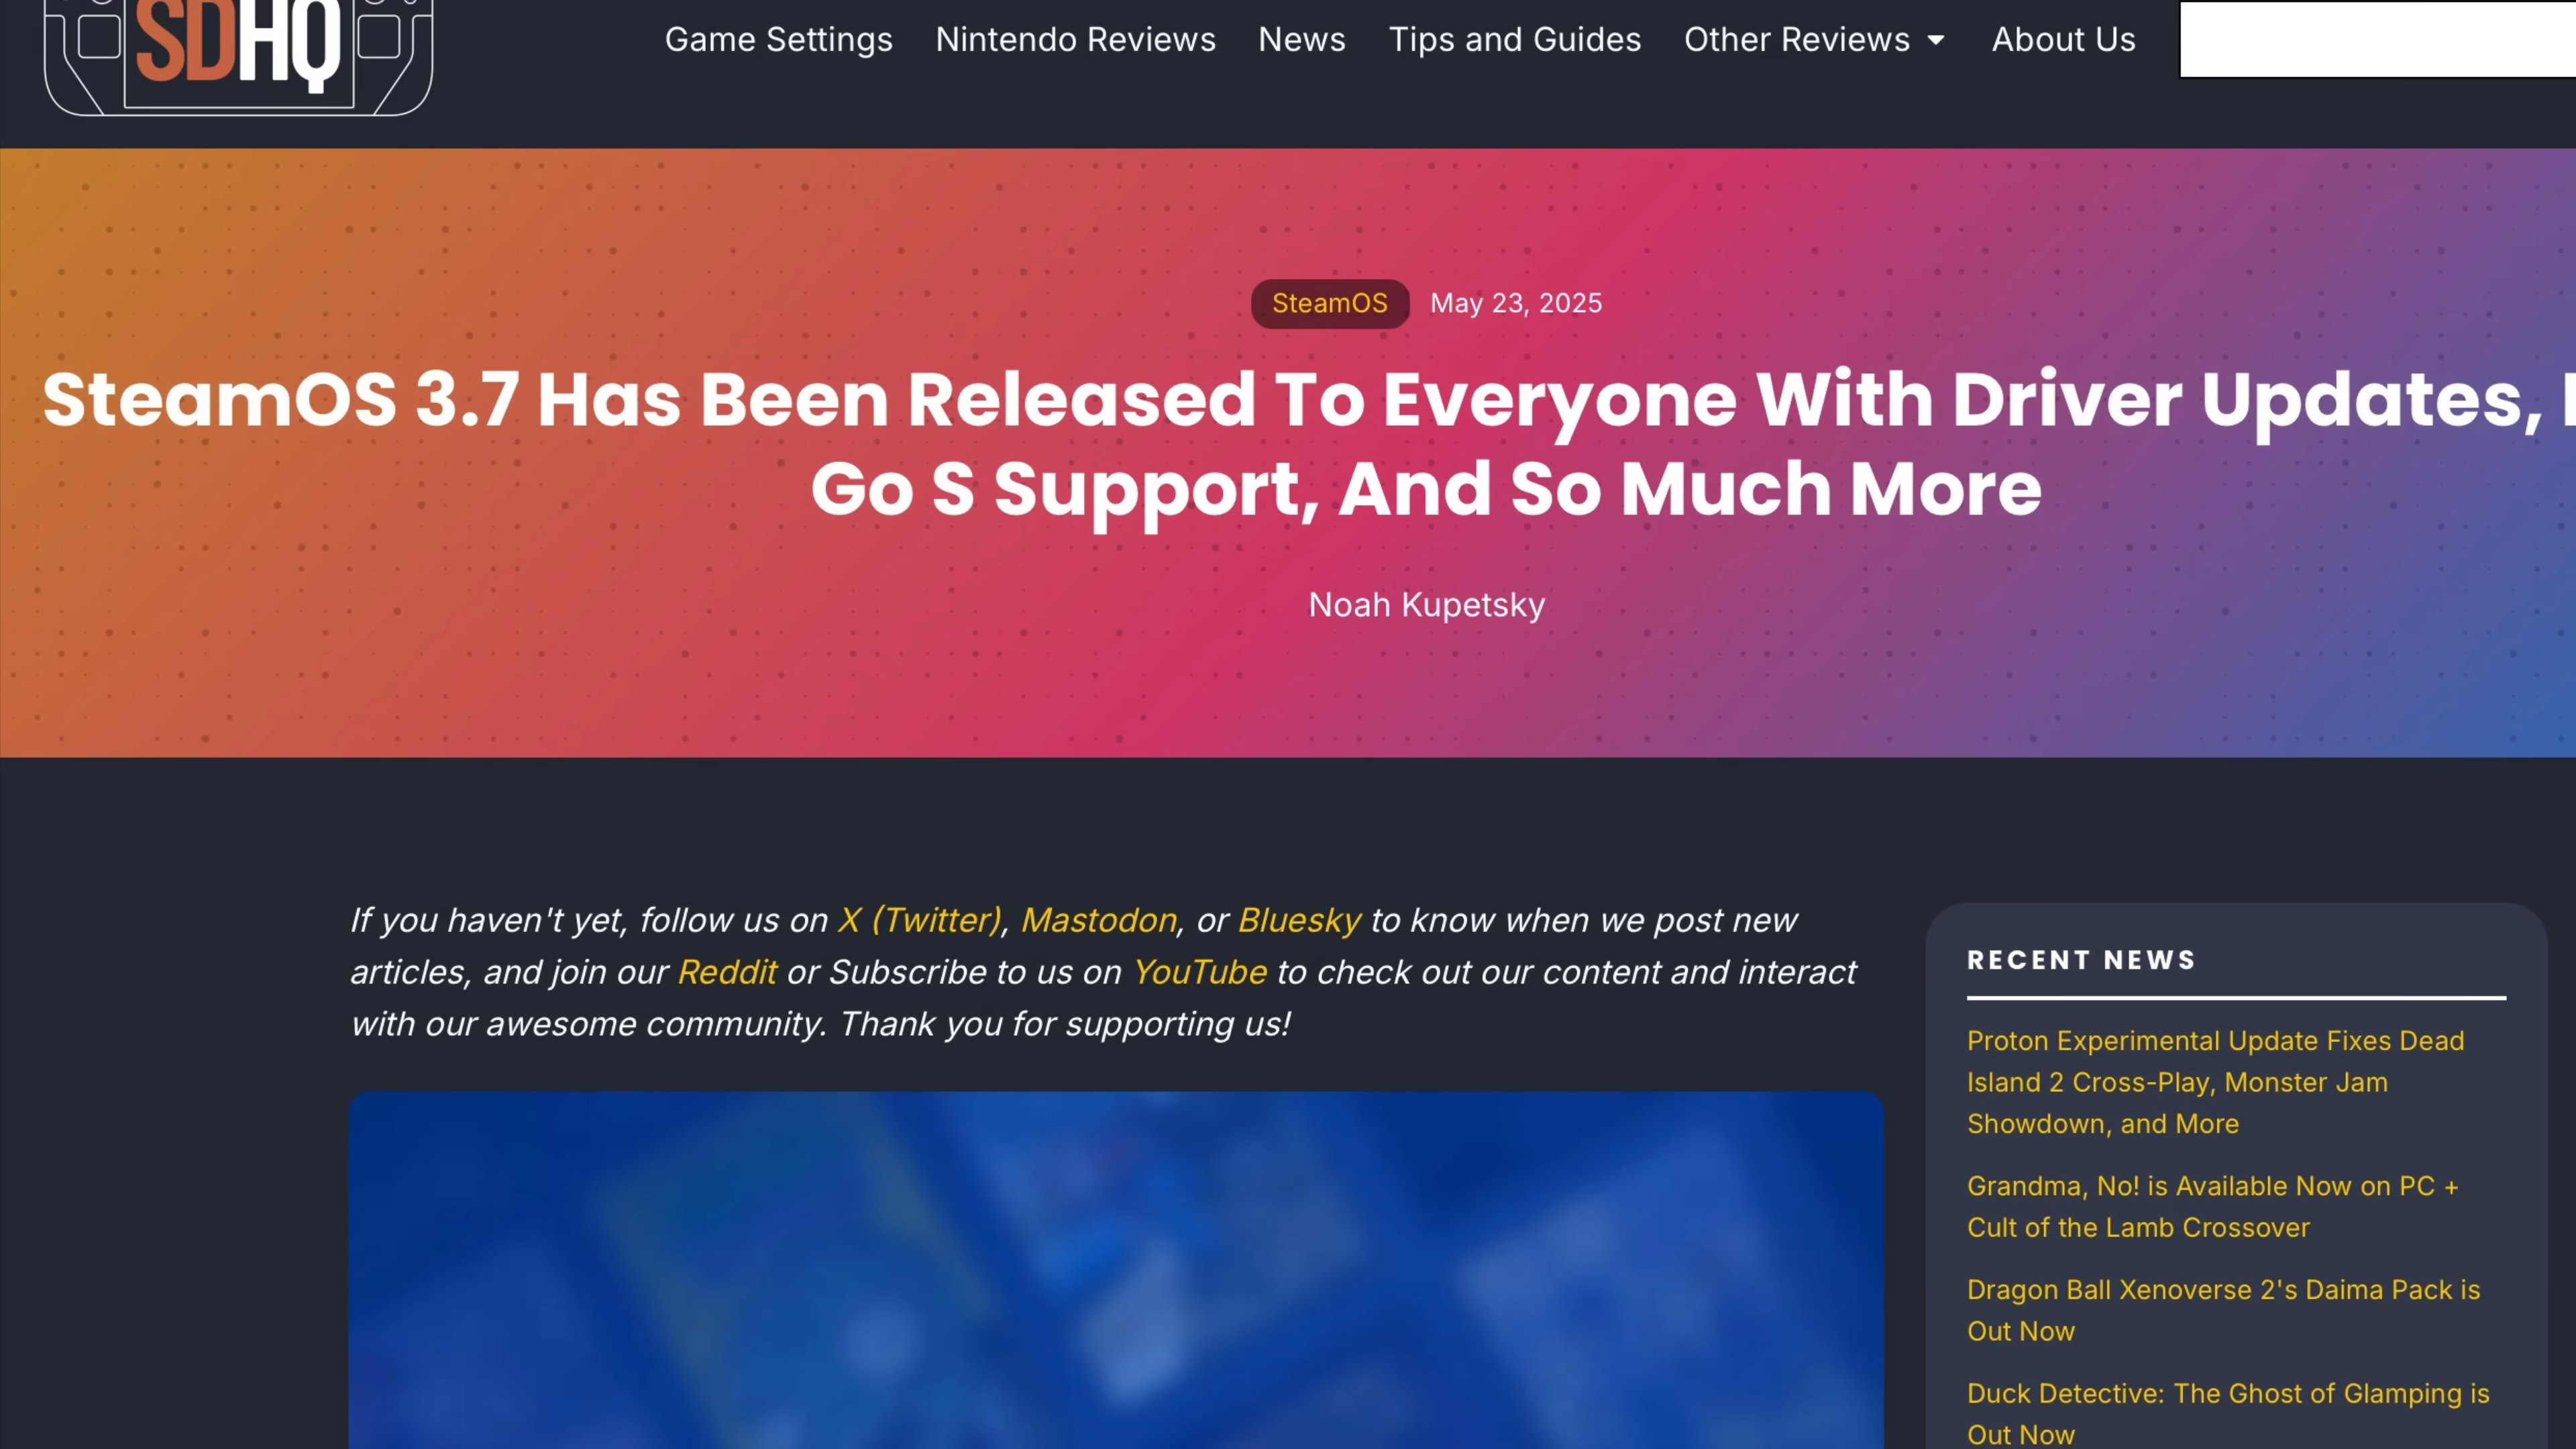 SDHQ
Game Settings
Nintendo Reviews
News
Tips and Guides
Other Reviews
About Us
SteamOS
May 23, 2025
SteamOS 3.7 Has Been Released To Everyone With Driver Updates,
Go S Support, And So Much More
Noah Kupetsky
If you haven't yet, follow us on X (Twitter), Mastodon, or Bluesky to know when we post new
articles, and join our Reddit or Subscribe to us on YouTube to check out our content and interact
with our awesome community. Thank you for supporting us!
RECENT NEWS
Proton Experimental Update Fixes Dead
Island 2 Cross-Play, Monster Jam
Showdown, and More
Grandma, No! is Available Now on PC +
Cult of the Lamb Crossover
Dragon Ball Xenoverse 2's Daima Pack is
Out Now
Duck Detective: The Ghost of Glamping is
Out Now